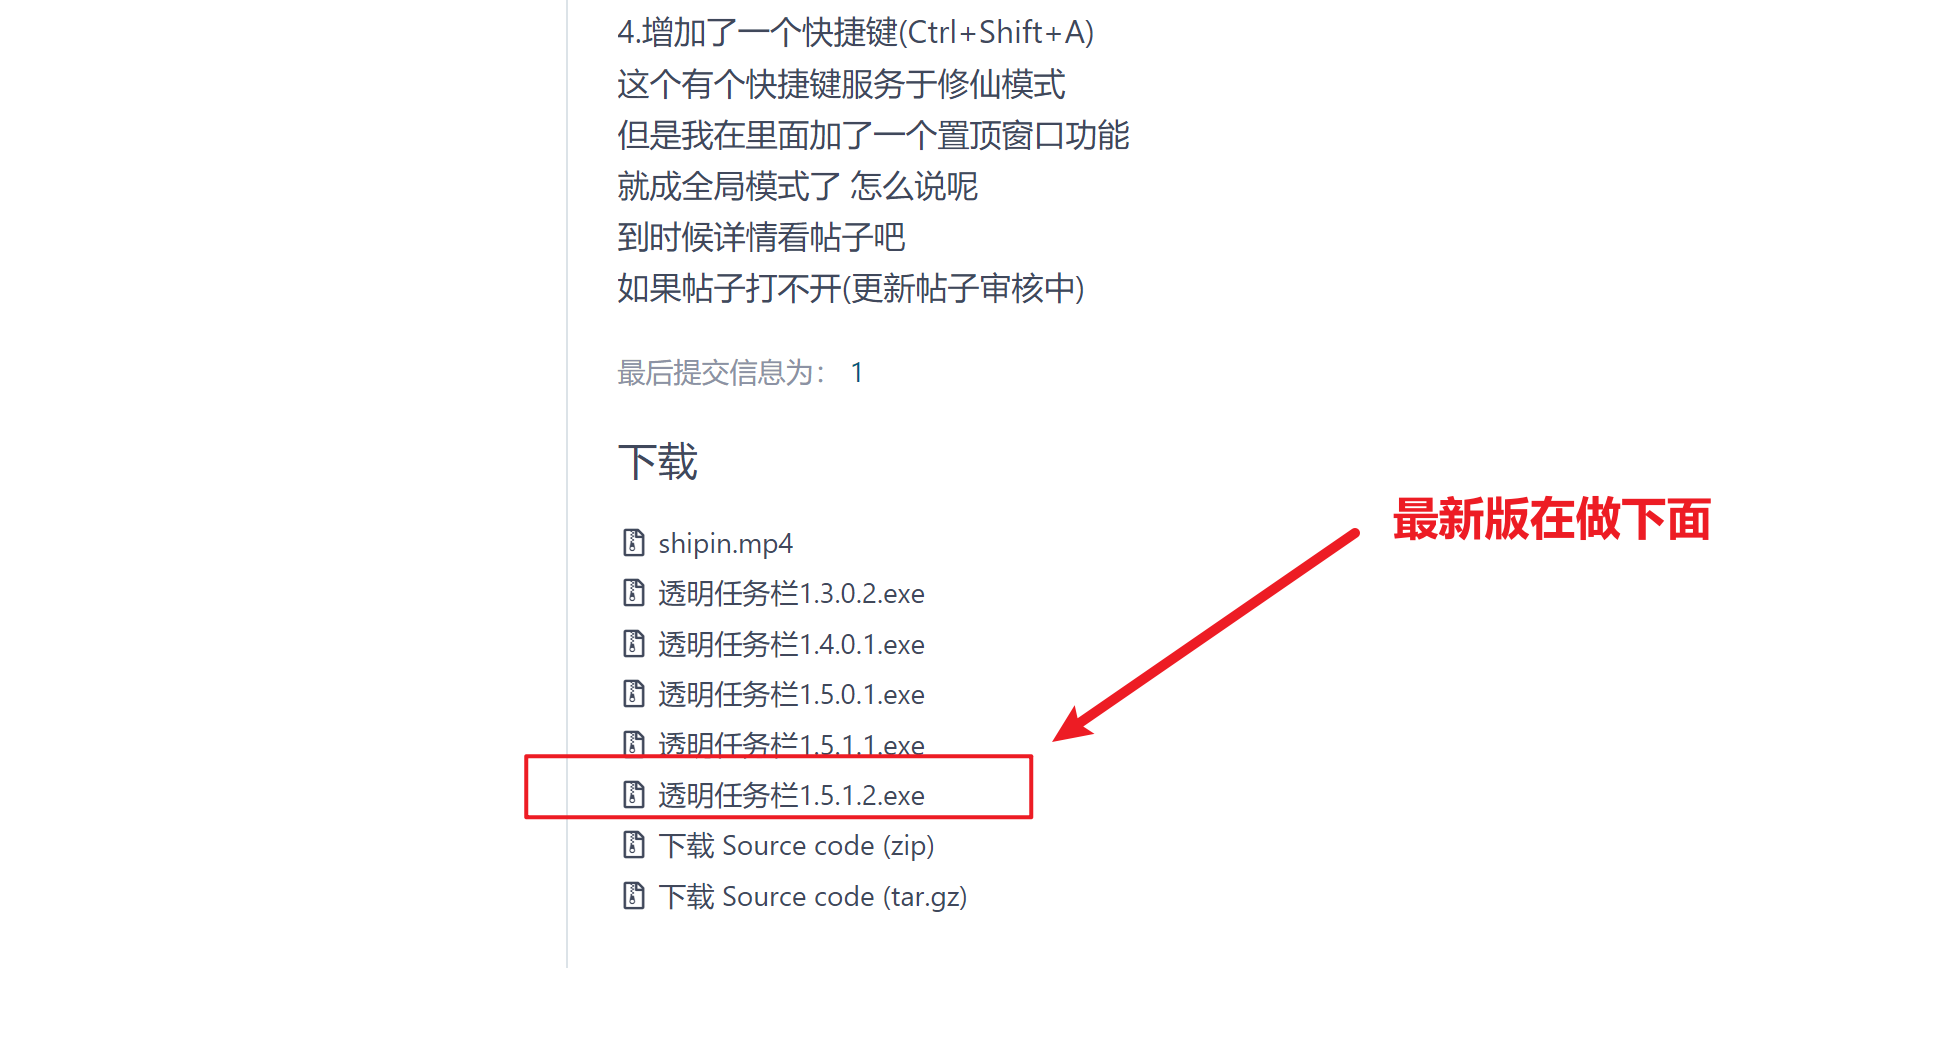 4.增加了一个快捷键(Ctrl+Shift+A)
这个有个快捷键服务于修仙模式
但是我在里面加了一个置顶窗口功能
就成全局模式了 怎么说呢
到时候详情看帖子吧
如果帖子打不开(更新帖子审核中)
最后提交信息为： 1
下载
最新版在做下面
shipin.mp4
透明任务栏1.3.0.2.exe
透明任务栏1.4.0.1.exe
透明任务栏1.5.0.1.exe
透明任务栏1.5.1.1.exe
透明任务栏1.5.1.2.exe
下载 Source code (zip)
下载 Source code (tar.gz)